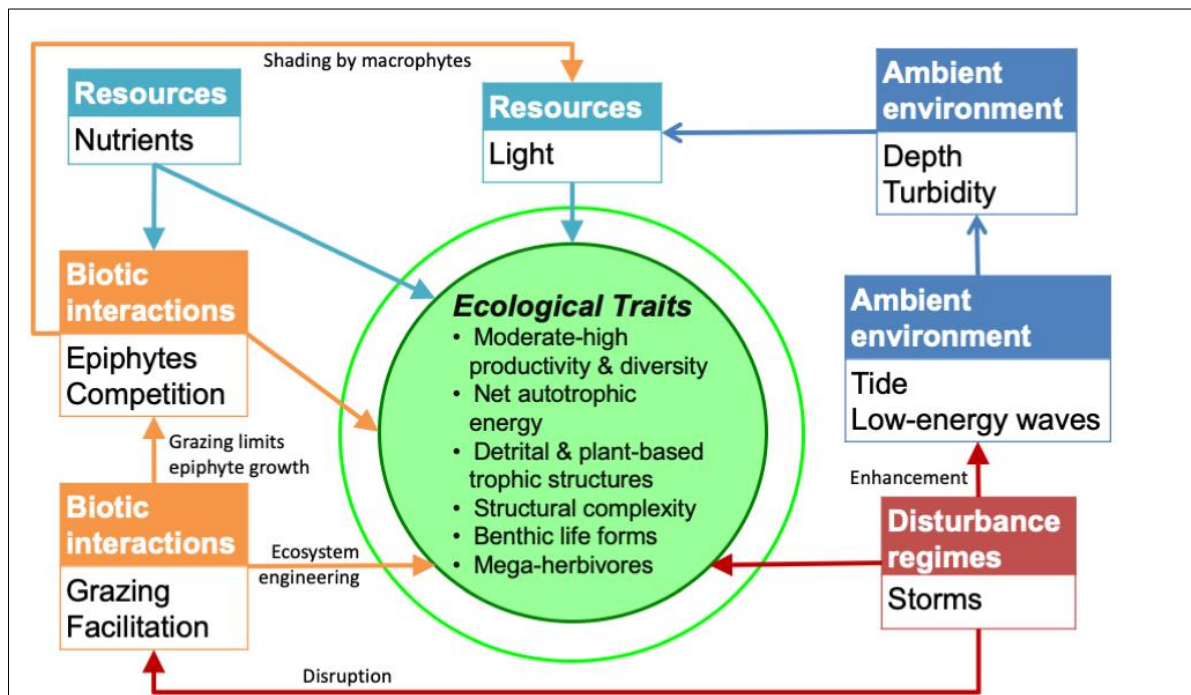 Shading by macrophytes
Resources
Nutrients
Resources
Light
Ambient
environment
Depth
Turbidity
Biotic
interactions
Epiphytes
Competition
Ecological Traits
• Moderate-high
productivity & diversity
• Net autotrophic
energy
• Detrital & plant-based
trophic structures
• Structural complexity
• Benthic life forms
• Mega-herbivores
Ambient
environment
Tide
Low-energy waves
Grazing limits
epiphyte growth
Enhancement
Biotic
interactions
Grazing
Facilitation
Ecosystem
engineering
Disturbance
regimes
Storms
Disruption